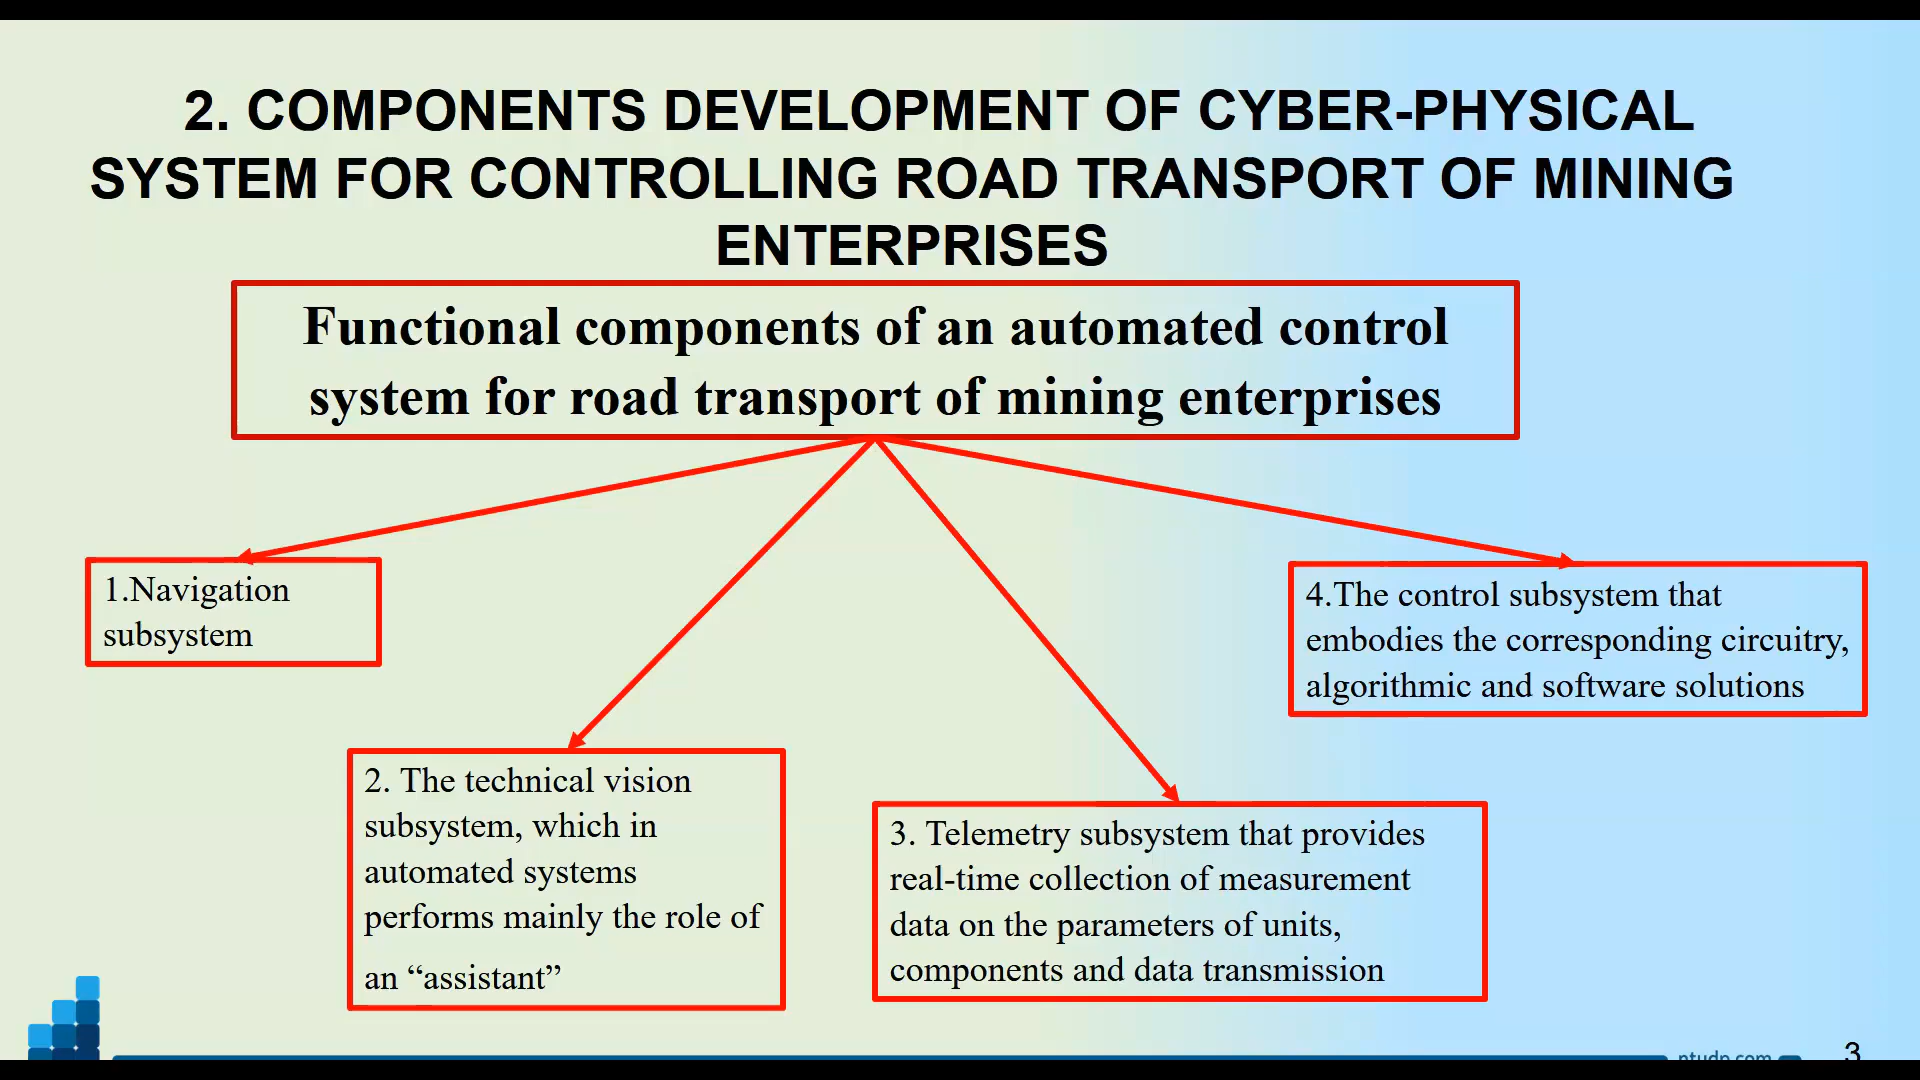 2. COMPONENTS DEVELOPMENT OF CYBER-PHYSICAL
SYSTEM FOR CONTROLLING ROAD TRANSPORT OF MINING
ENTERPRISES
Functional components of an automated control
system for road transport of mining enterprises
1.Navigation
subsystem
4.The control subsystem that
embodies the corresponding circuitry,
algorithmic and software solutions
2. The technical vision
subsystem, which in
automated systems
performs mainly the role of
an “assistant”
3. Telemetry subsystem that provides
real-time collection of measurement
data on the parameters of units,
components and data transmission
ntudp.com
3